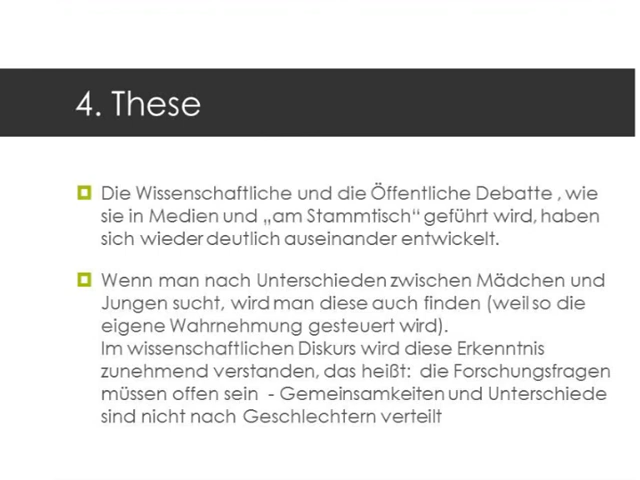 4. These
Die Wissenschaftliche und die Öffentliche Debatte , wie
sie in Medien und „am Stammtisch“ geführt wird, haben
sich wieder deutlich auseinander entwickelt.
Wenn man nach Unterschieden zwischen Mädchen und
Jungen sucht, wird man diese auch finden (weil so die
eigene Wahrnehmung gesteuert wird).
Im wissenschaftlichen Diskurs wird diese Erkenntnis
zunehmend verstanden, das heißt: die Forschungsfragen
müssen offen sein - Gemeinsamkeiten und Unterschiede
sind nicht nach Geschlechtern verteilt